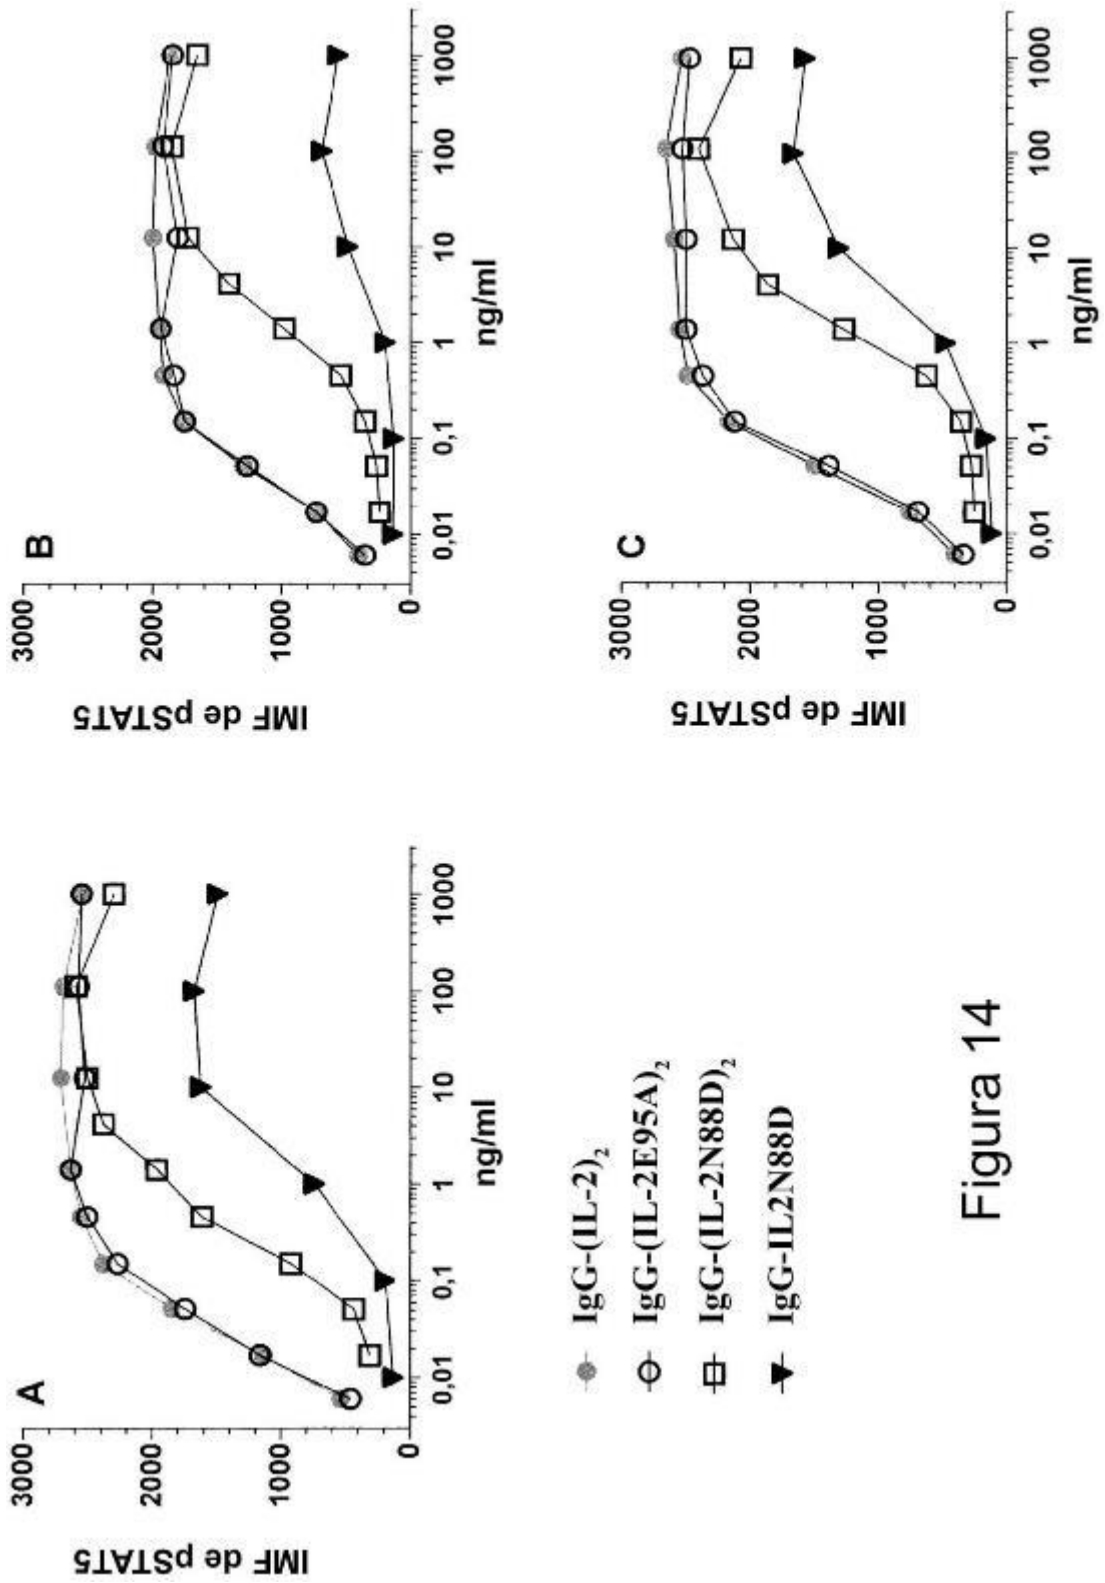 A
IMF de pSTAT5
3000
2000
1000
0
0,01 0,1 1 10 100 1000
ng/ml
B
IMF de pSTAT5
3000
2000
1000
0
0,01 0,1 1 10 100 1000
ng/ml
IgG-(IL-2)₂
IgG-(IL-2E95A)₂
IgG-(IL-2N88D)₂
IgG-IL2N88D
C
IMF de pSTAT5
3000
2000
1000
0
0,01 0,1 1 10 100 1000
ng/ml
Figura 14